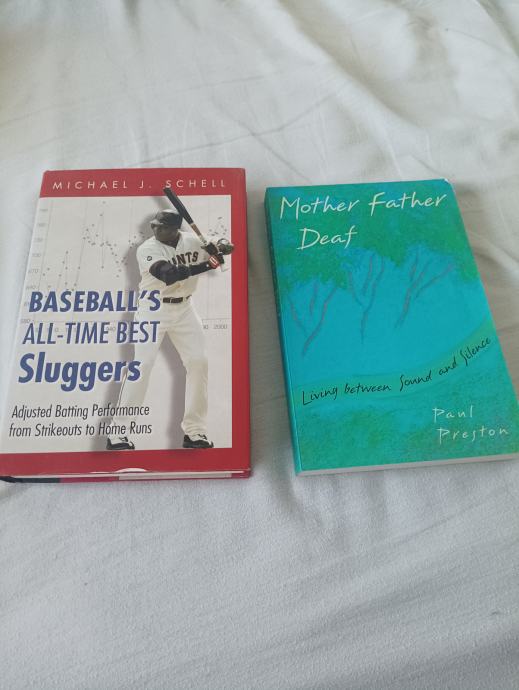 MICHAEL J. SCHELL
BASEBALL'S
ALL-TIME BEST
Sluggers
Adjusted Batting Performance
from Strikeouts to Home Runs
2000
Mother Father
Deaf
Living between Sound and Silence
Paul
Preston